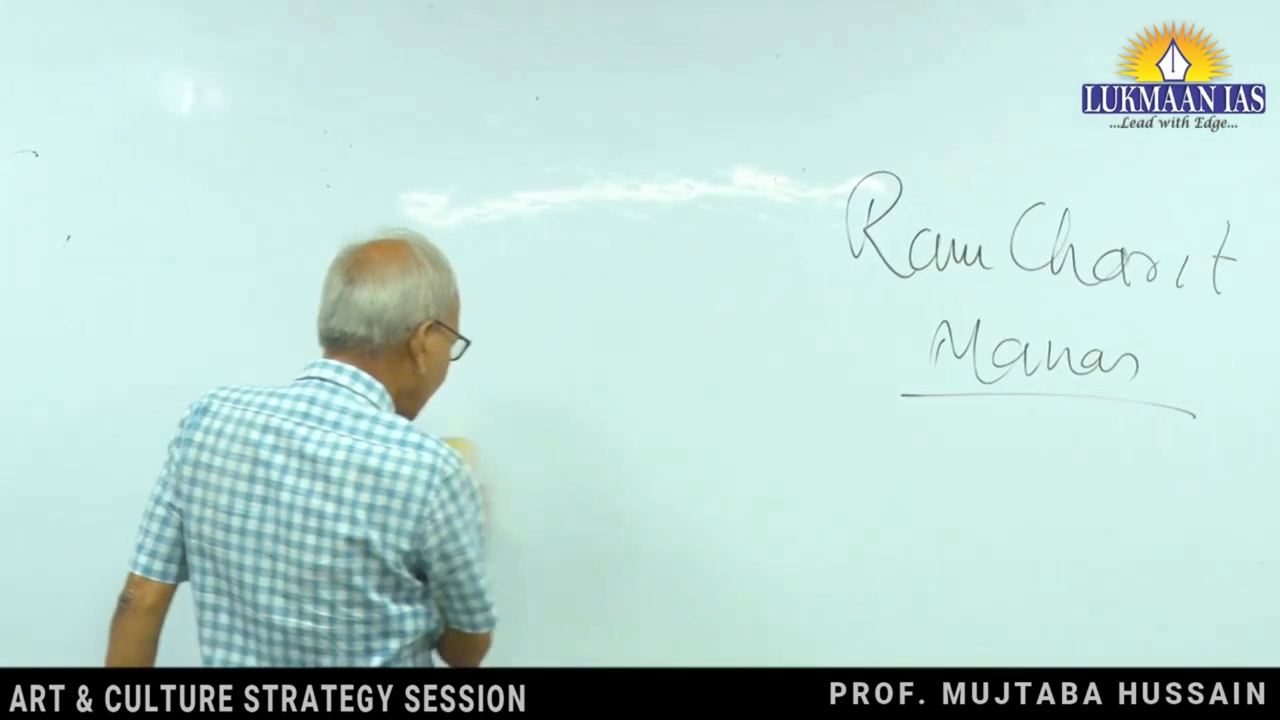 LUKMAAN IAS
...Lead with Edge...
Ram Charit
Manas
ART & CULTURE STRATEGY SESSION
PROF. MUJTABA HUSSAIN